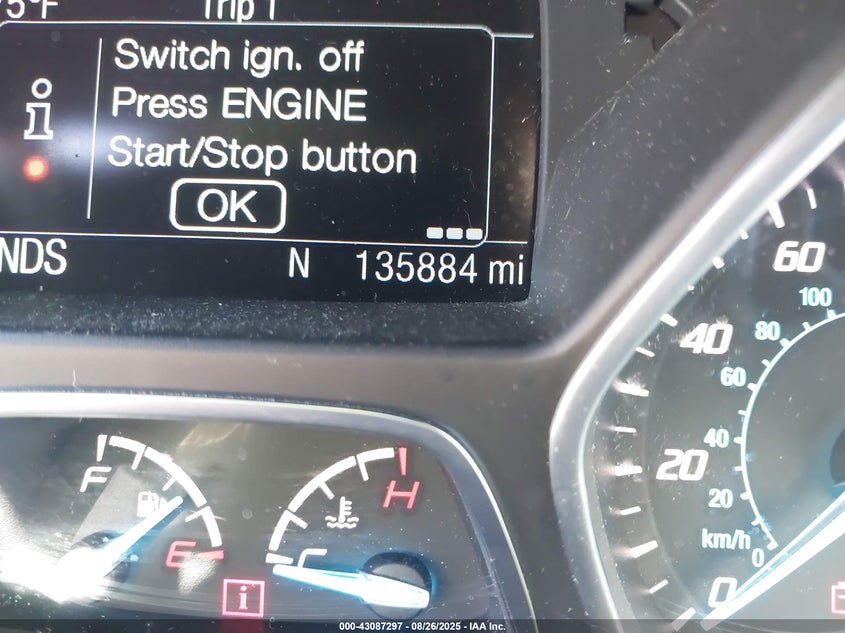 75°F Trip 1
Switch ign. off
Press ENGINE
Start/Stop button
OK
NDS N 135884 mi
60
100
40
80
60
20
40
20
km/h
0
0
F
E
H
C
i
i
000-43087297 - 08/26/2025 - IAA Inc.